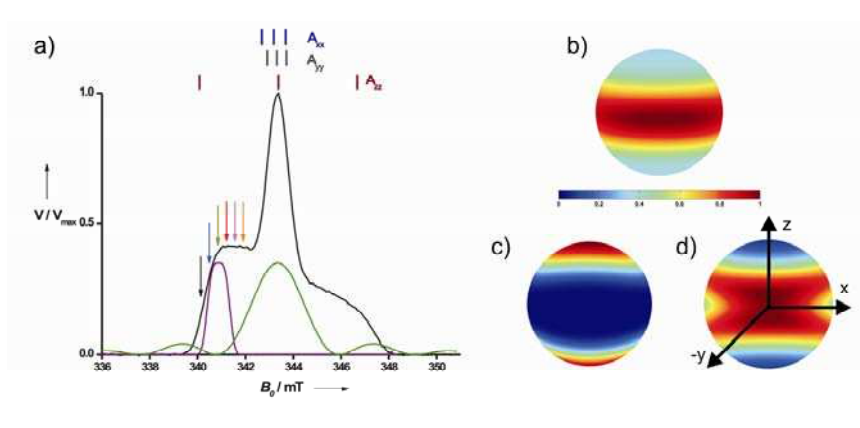 a)
A_xx
A_yy
A_zz
1.0
V / V_max
0.5
0.0
336 338 340 342 344 346 348 350
B_0 / mT
b)
0 0.2 0.4 0.6 0.8 1
c)
d)
z
x
-y